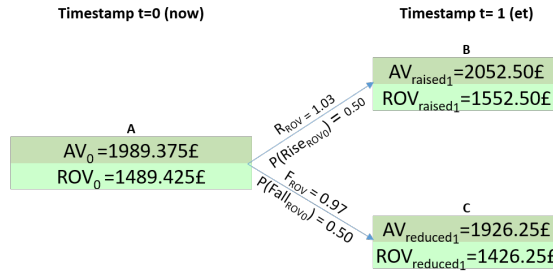 Timestamp t=0 (now)
Timestamp t= 1 (et)
B
AVraised1=2052.50£
ROVraised1=1552.50£
RROV = 1.03
P(RiseROV0) = 0.50
A
AV0 =1989.375£
ROV0 =1489.425£
FROV = 0.97
P(FallROV0) = 0.50
C
AVreduced1=1926.25£
ROVreduced1=1426.25£